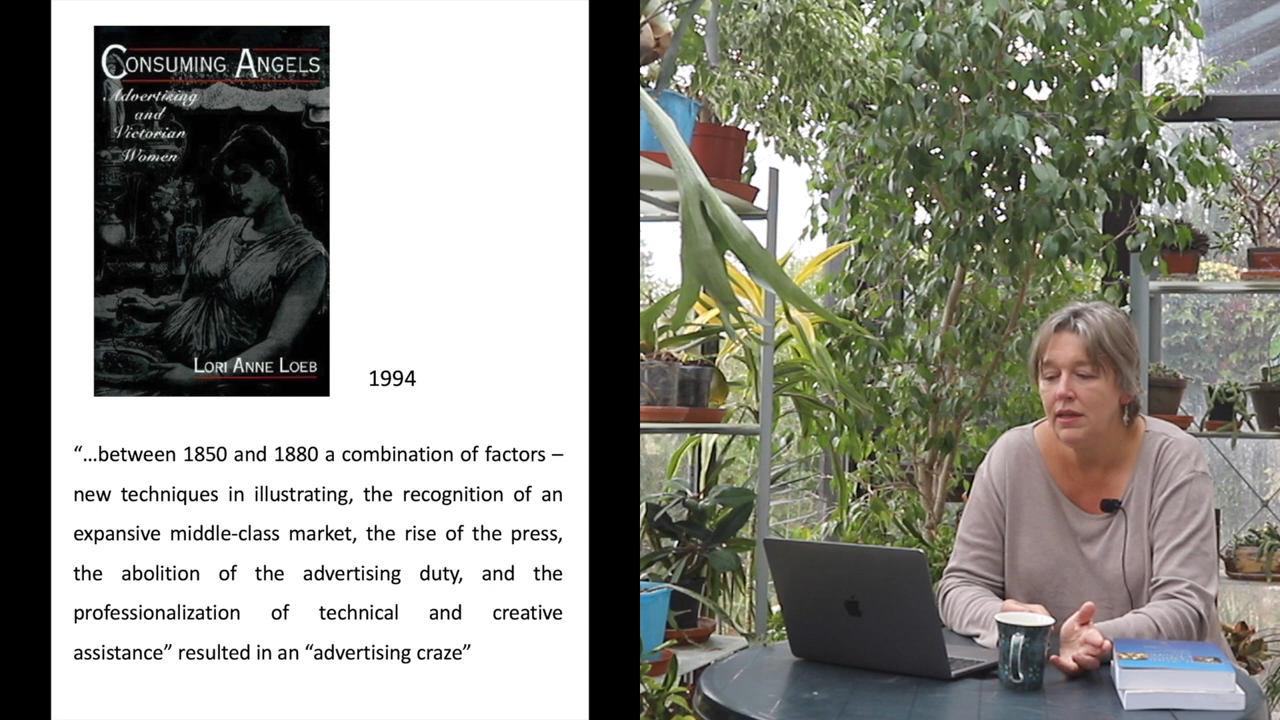 CONSUMING ANGELS
Advertising
and
Victorian
Women
LORI ANNE LOEB
1994
“…between 1850 and 1880 a combination of factors –
new techniques in illustrating, the recognition of an
expansive middle-class market, the rise of the press,
the abolition of the advertising duty, and the
professionalization of technical and creative
assistance” resulted in an “advertising craze”